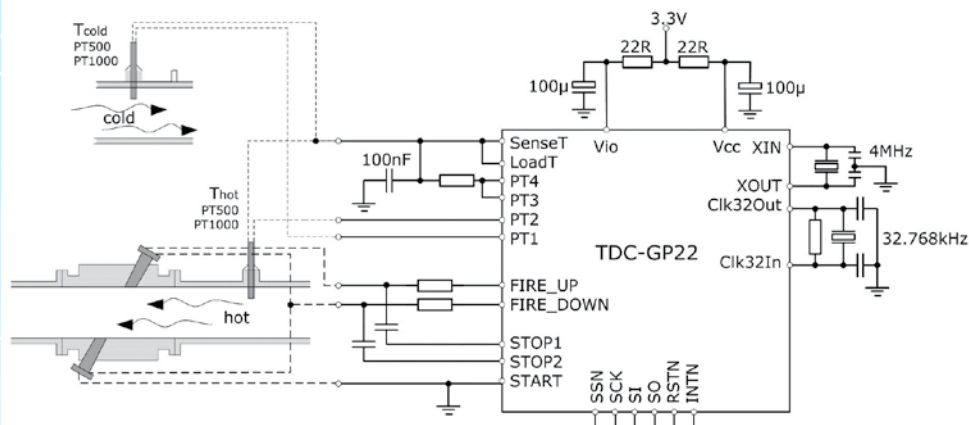 Tcold
PT500
PT1000
cold
Thot
PT500
PT1000
hot
3.3V
22R 22R
100µ 100µ
100nF
Vio Vcc
SenseT
LoadT
PT4
PT3
PT2
PT1
FIRE_UP
FIRE_DOWN
STOP1
STOP2
START
TDC-GP22
XIN
XOUT
4MHz
Clk32Out
32.768kHz
Clk32In
SSN
SCK
SI
SO
RSTN
INTN